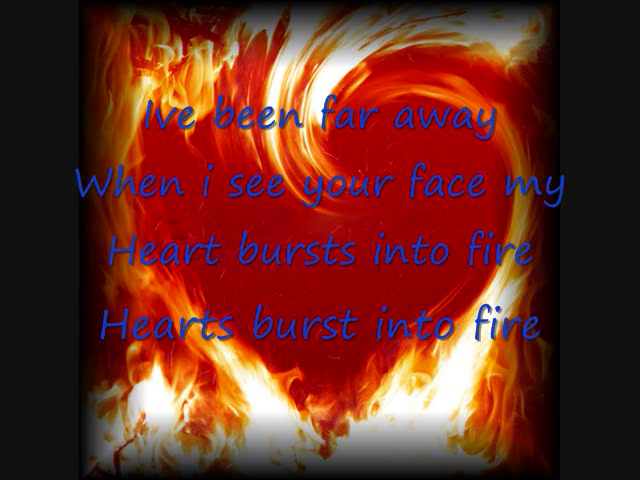 Ive been far away
When i see your face my
Heart bursts into fire
Hearts burst into fire